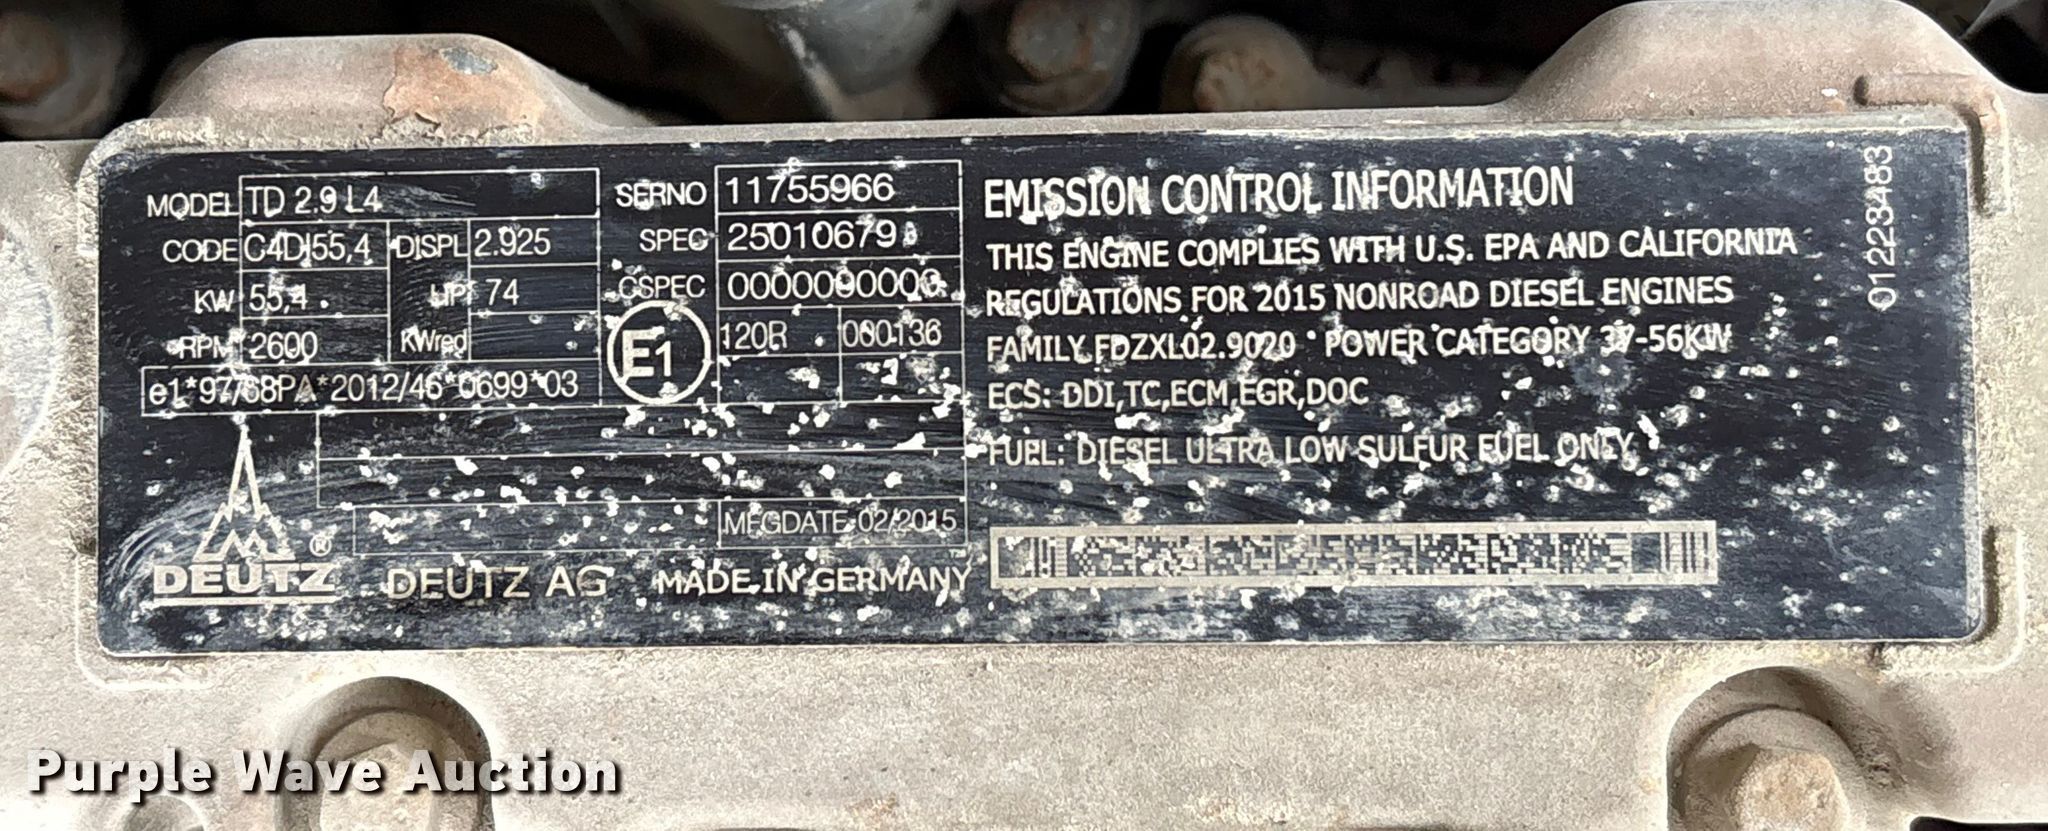 MODEL TD 2.9 L4
CODE C4DI55,4 DISPL 2.925
KW 55,4 HP 74
RPM 2600 KWred
e1*97/68PA*2012/46*0699*03
SERNO 11755966
SPEC 25010679
CSPEC 0000000000
E1 120R 000136
MFGDATE 02/2015
DEUTZ ® DEUTZ AG MADE IN GERMANY
EMISSION CONTROL INFORMATION
THIS ENGINE COMPLIES WITH U.S. EPA AND CALIFORNIA
REGULATIONS FOR 2015 NONROAD DIESEL ENGINES
FAMILY FDZXL02.9020 POWER CATEGORY 37-56KW
ECS: DDI,TC,ECM,EGR,DOC
FUEL: DIESEL ULTRA LOW SULFUR FUEL ONLY
01223483
Purple Wave Auction